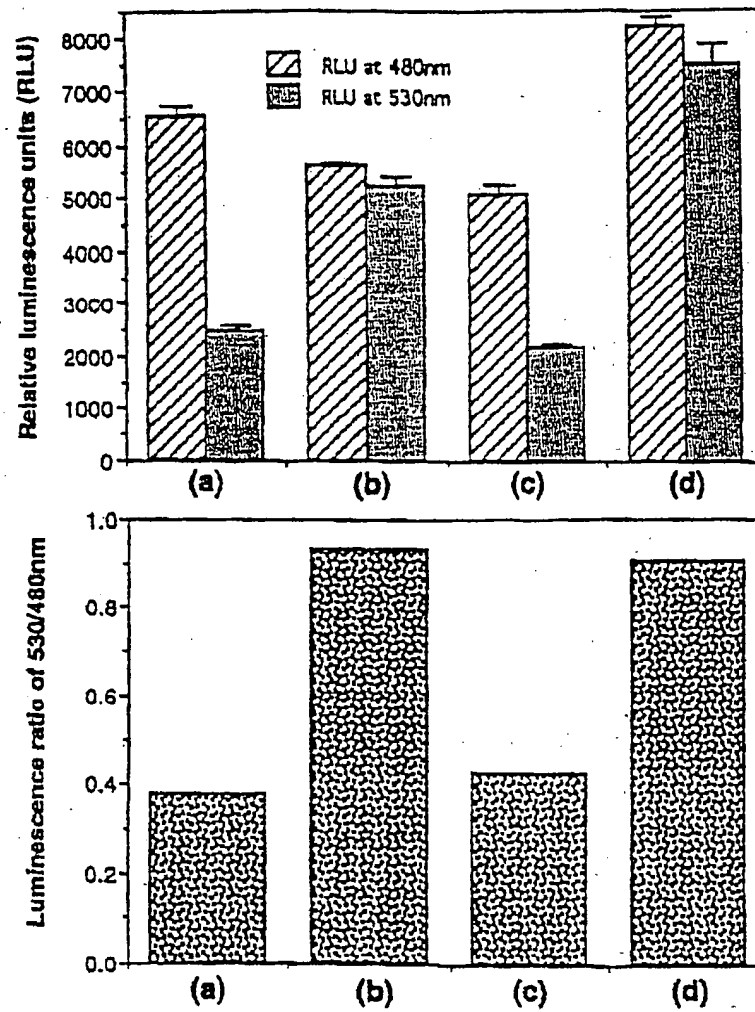 Relative luminescence units (RLU)
8000
7000
6000
5000
4000
3000
2000
1000
0
RLU at 480nm
RLU at 530nm
(a) (b) (c) (d)
Luminescence ratio of 530/480nm
1.0
0.8
0.6
0.4
0.2
0.0
(a) (b) (c) (d)